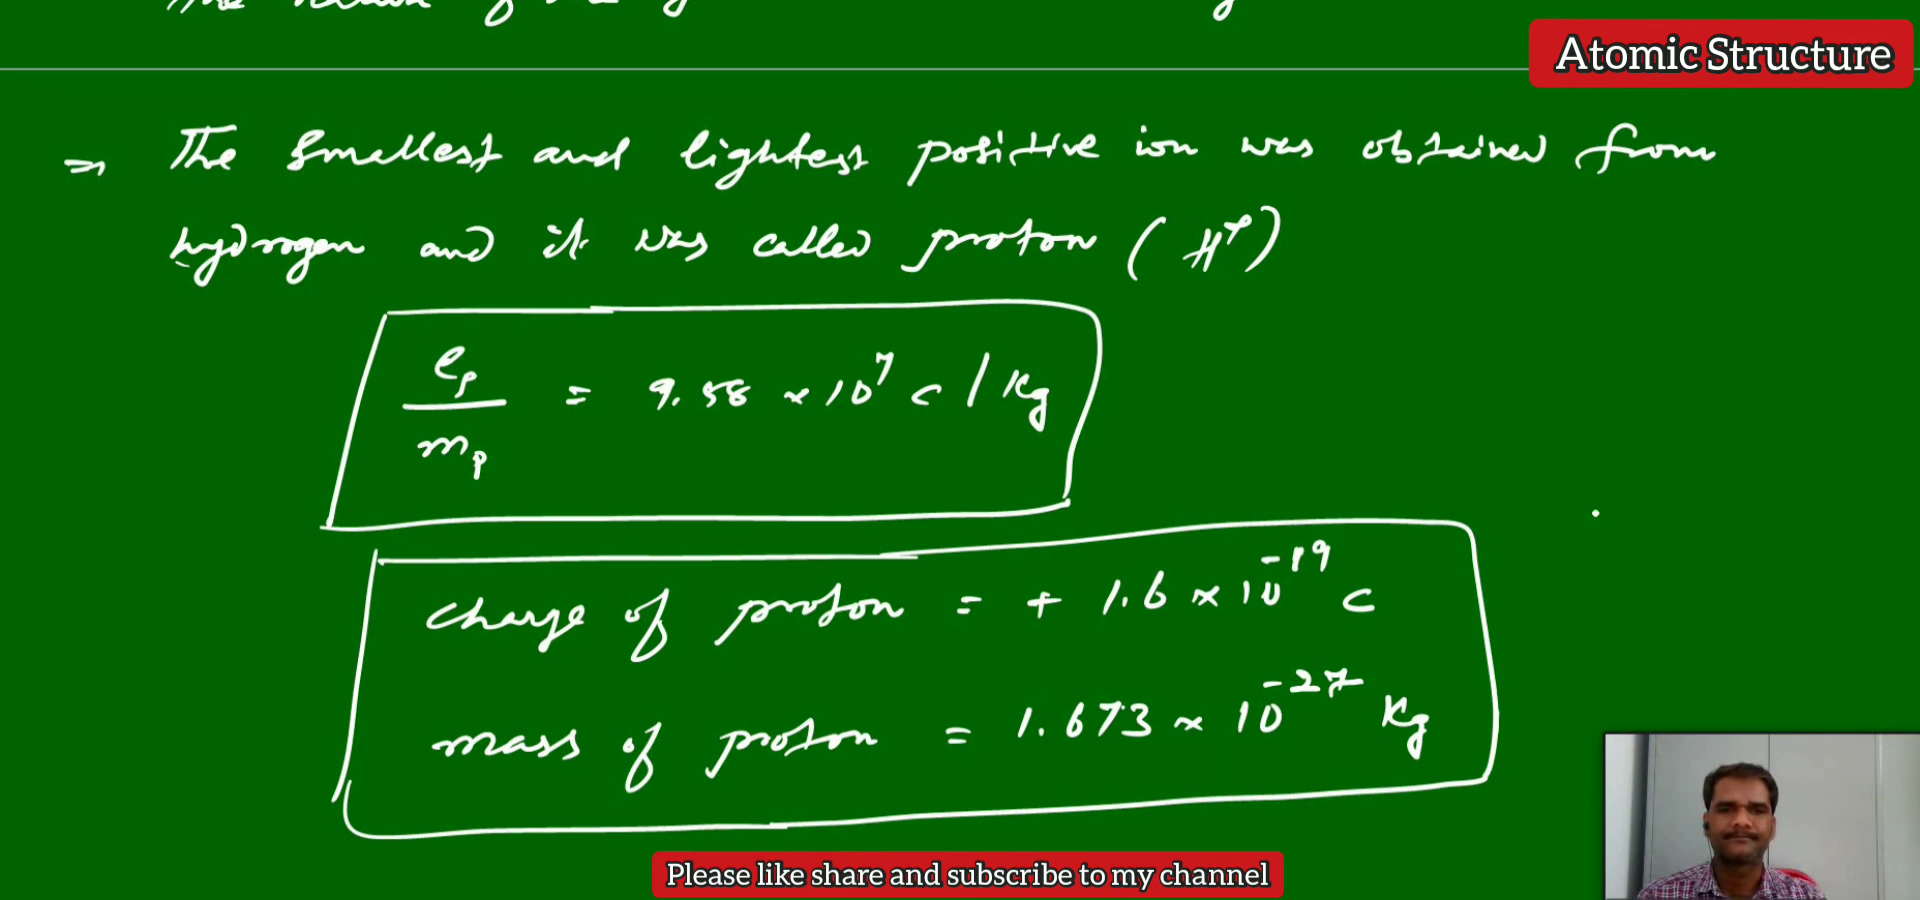 Atomic Structure
⇒ The smallest and lightest positive ion was obtained from
hydrogen and it was called proton (H⁺)
eₚ/mₚ = 9.58 × 10⁷ C/Kg
charge of proton = + 1.6 × 10⁻¹⁹ C
mass of proton = 1.673 × 10⁻²⁷ Kg
Please like share and subscribe to my channel